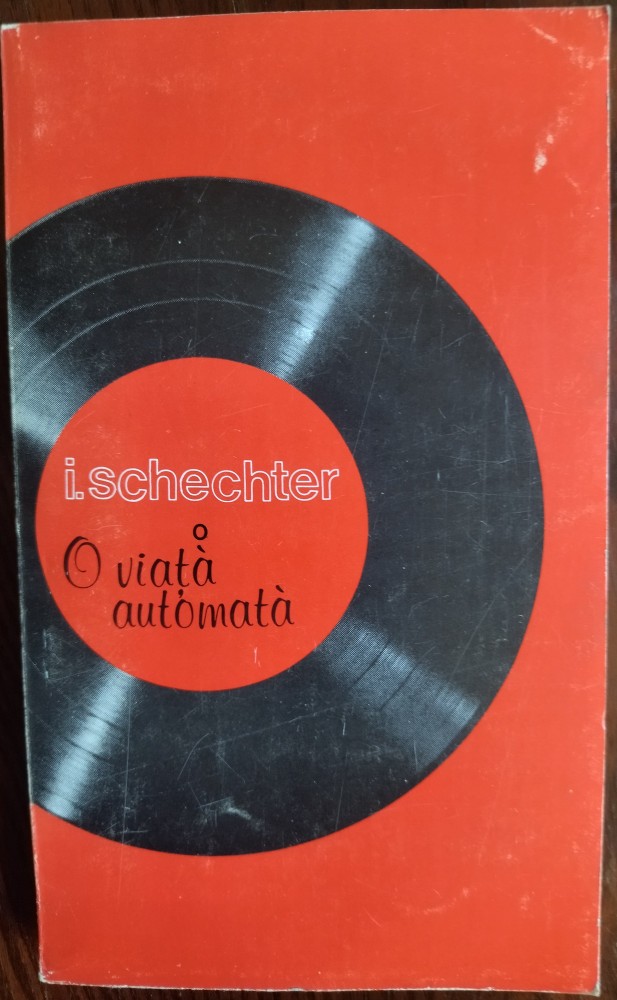 i.schechter
O viață
automată